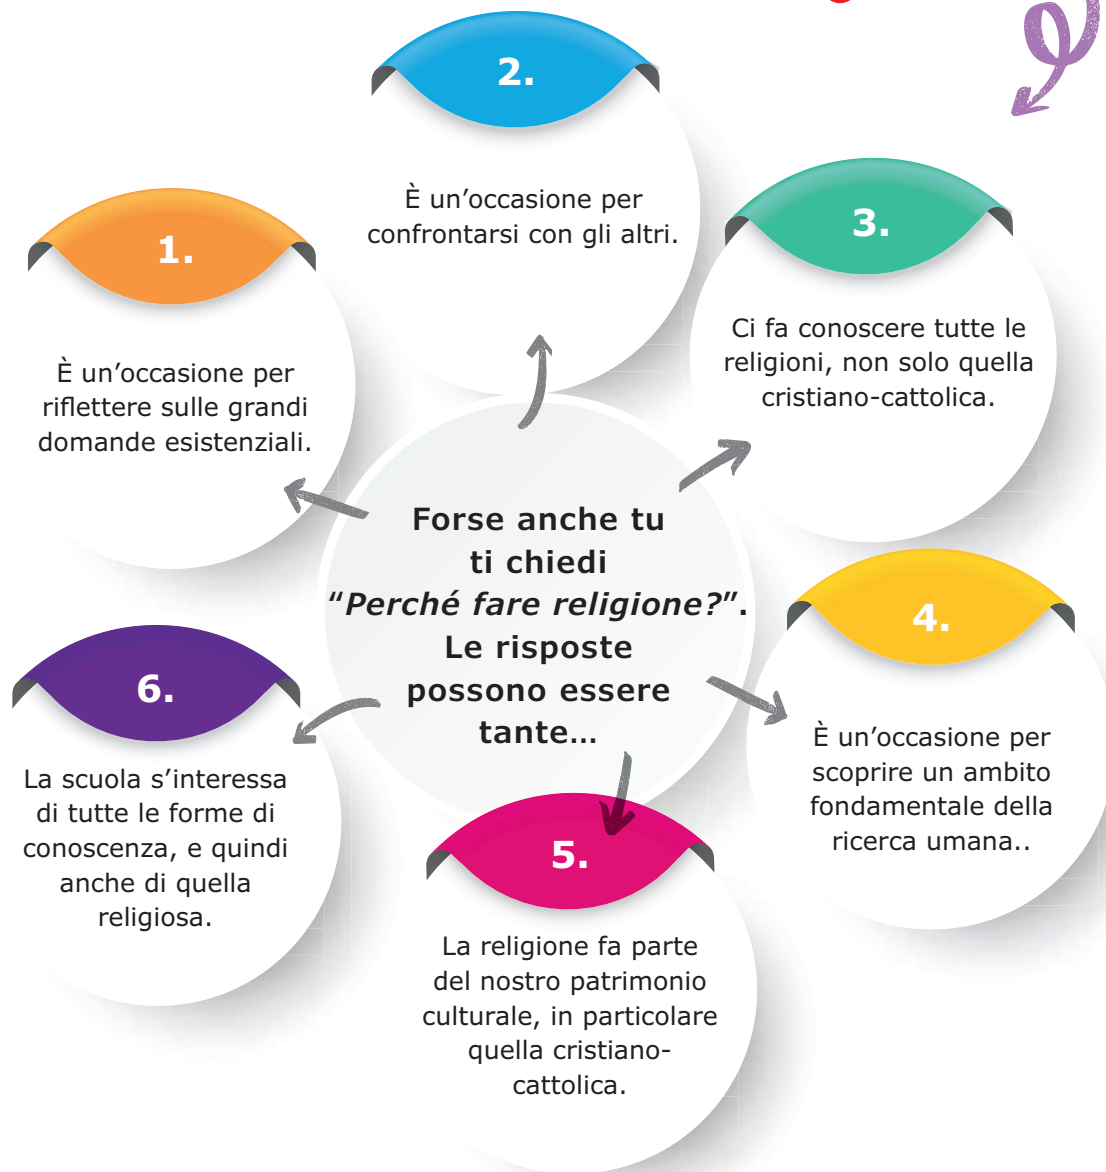 1.
È un’occasione per
riflettere sulle grandi
domande esistenziali.
2.
È un’occasione per
confrontarsi con gli altri.
3.
Ci fa conoscere tutte le
religioni, non solo quella
cristiano-cattolica.
Forse anche tu
ti chiedi
“Perché fare religione?”.
Le risposte
possono essere
tante…
4.
È un’occasione per
scoprire un ambito
fondamentale della
ricerca umana..
5.
La religione fa parte
del nostro patrimonio
culturale, in particolare
quella cristiano-
cattolica.
6.
La scuola s’interessa
di tutte le forme di
conoscenza, e quindi
anche di quella
religiosa.